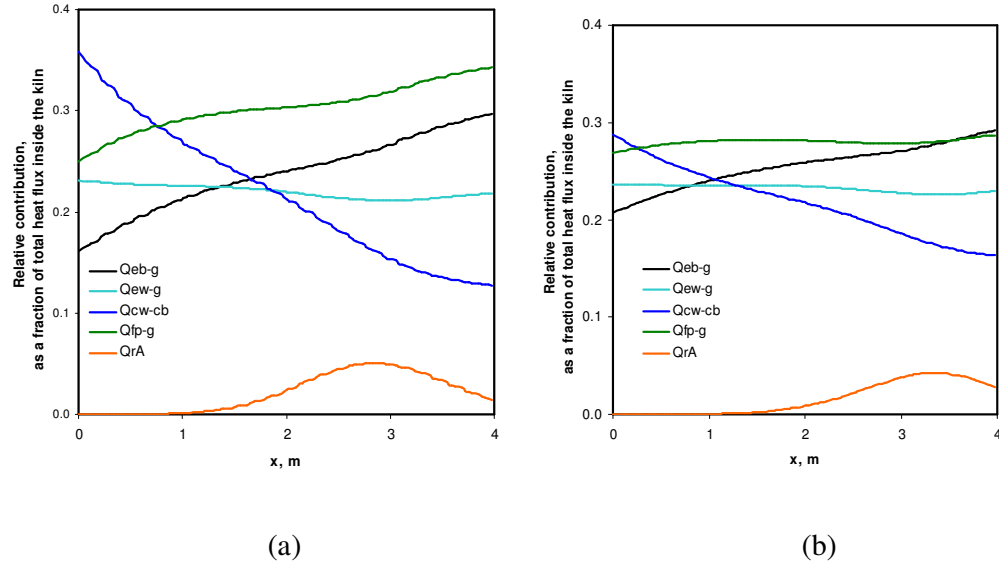 Relative contribution,
as a fraction of total heat flux inside the kiln
0.4
0.3
0.2
0.1
0.0
Qeb-g
Qew-g
Qcw-cb
Qfp-g
QrA
0 1 2 3 4
x, m
(a)
Relative contribution,
as a fraction of total heat flux inside the kiln
0.4
0.3
0.2
0.1
0.0
Qeb-g
Qew-g
Qcw-cb
Qfp-g
QrA
0 1 2 3 4
x, m
(b)